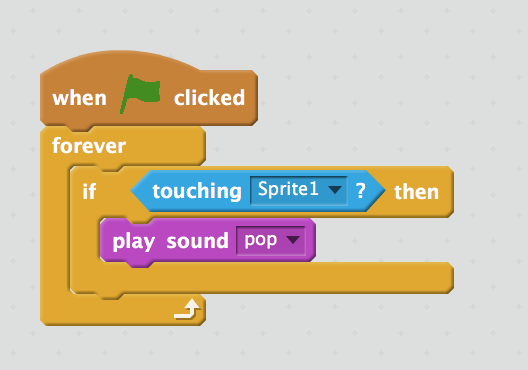 when clicked
forever
if touching Sprite1 ? then
play sound pop